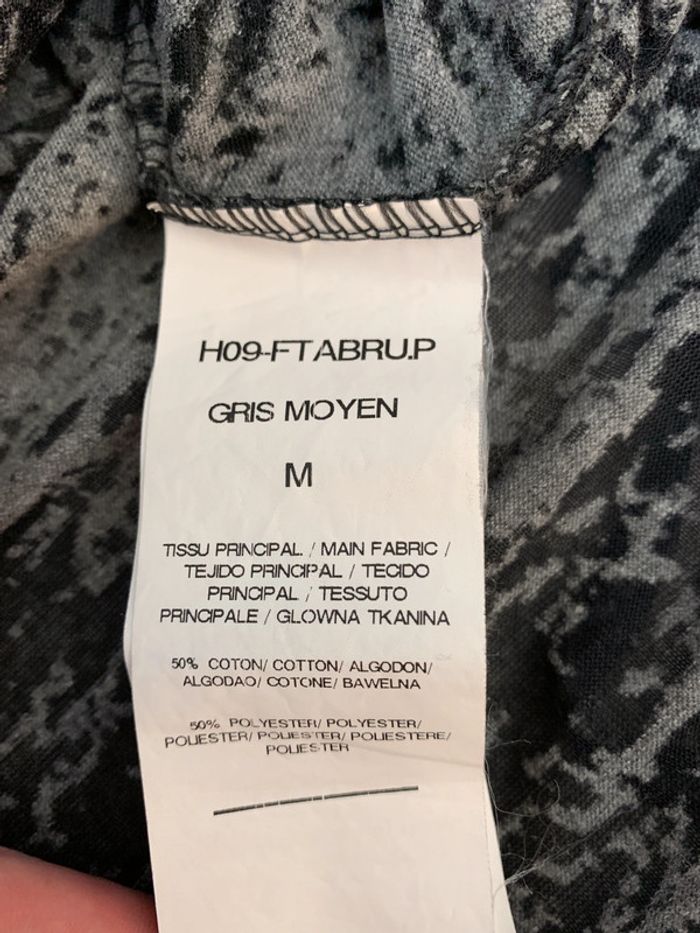 H09-FTABRU.P
GRIS MOYEN
M
TISSU PRINCIPAL / MAIN FABRIC /
TEJIDO PRINCIPAL / TECIDO
PRINCIPAL / TESSUTO
PRINCIPALE / GLOWNA TKANINA
50% COTON/ COTTON/ ALGODON/
ALGODAO/ COTONE/ BAWELNA
50% POLYESTER/ POLYESTER/
POLIESTER/ POLIESTER/ POLIESTERE/
POLIESTER